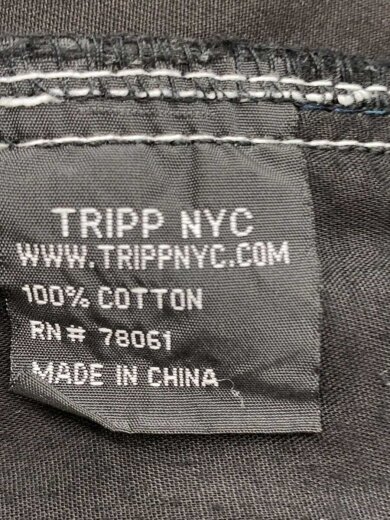 TRIPP NYC
WWW.TRIPPNYC.COM
100% COTTON
RN# 78061
MADE IN CHINA